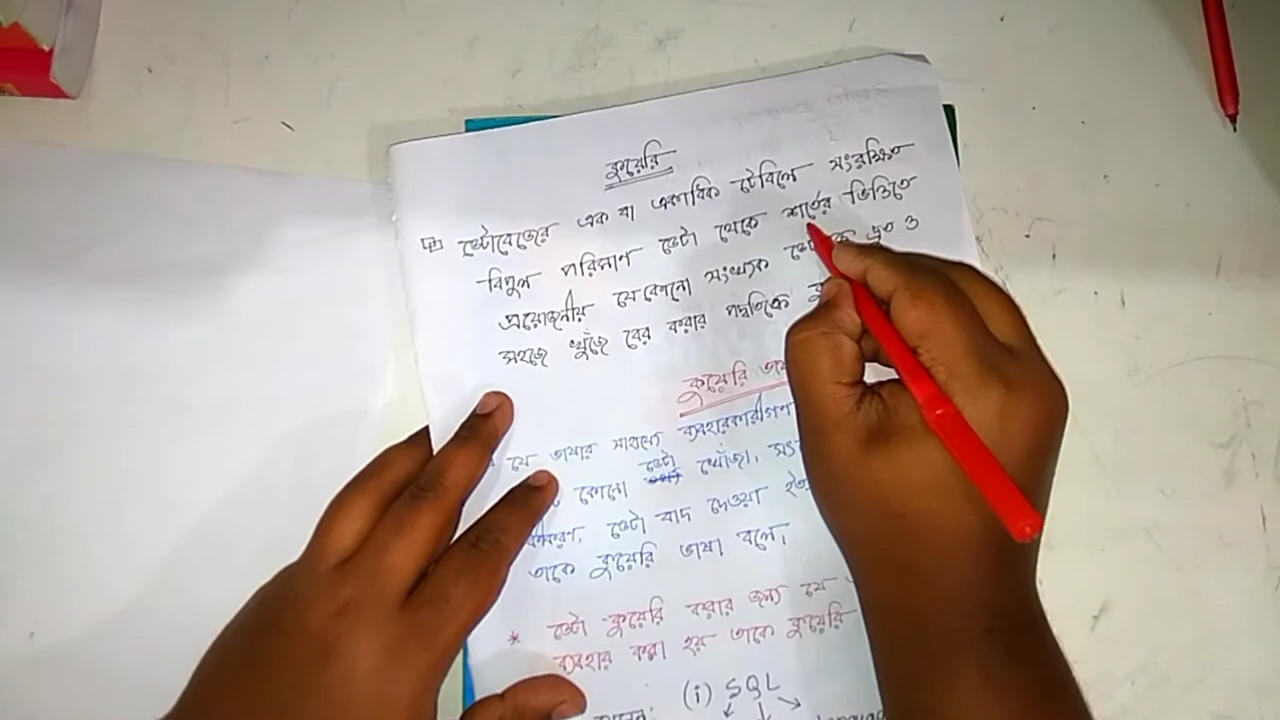 কুয়েরি
ডেটাবেজের এক বা একাধিক টেবিলে সংরক্ষিত
বিপুল পরিমাণ ডেটা থেকে শর্তের ভিত্তিতে
প্রয়োজনীয় যেকোনো সংখ্যক দ্রুত ও
সহজে খুঁজে বের করার পদ্ধতিকে
কুয়েরি
যে ভাষার মাধ্যমে ব্যবহারকারীগণ
ডেটা
কোনো খোঁজা,
ডেটা বাদ দেওয়া
তাকে কুয়েরি ভাষা বলে।
* ডেটা কুয়েরি করার জন্য যে
ব্যবহার করা হয় তাকে কুয়েরি
(i) SQL